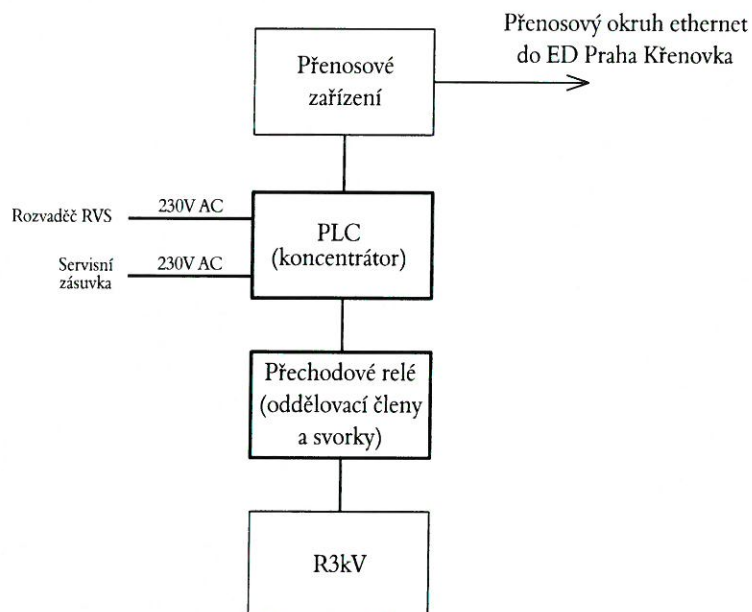 Přenosový okruh ethernet
do ED Praha Křenovka
Přenosové
zařízení
Rozvaděč RVS
230V AC
PLC
(koncentrátor)
Servisní
zásuvka
230V AC
Přechodové relé
(oddělovací členy
a svorky)
R3kV